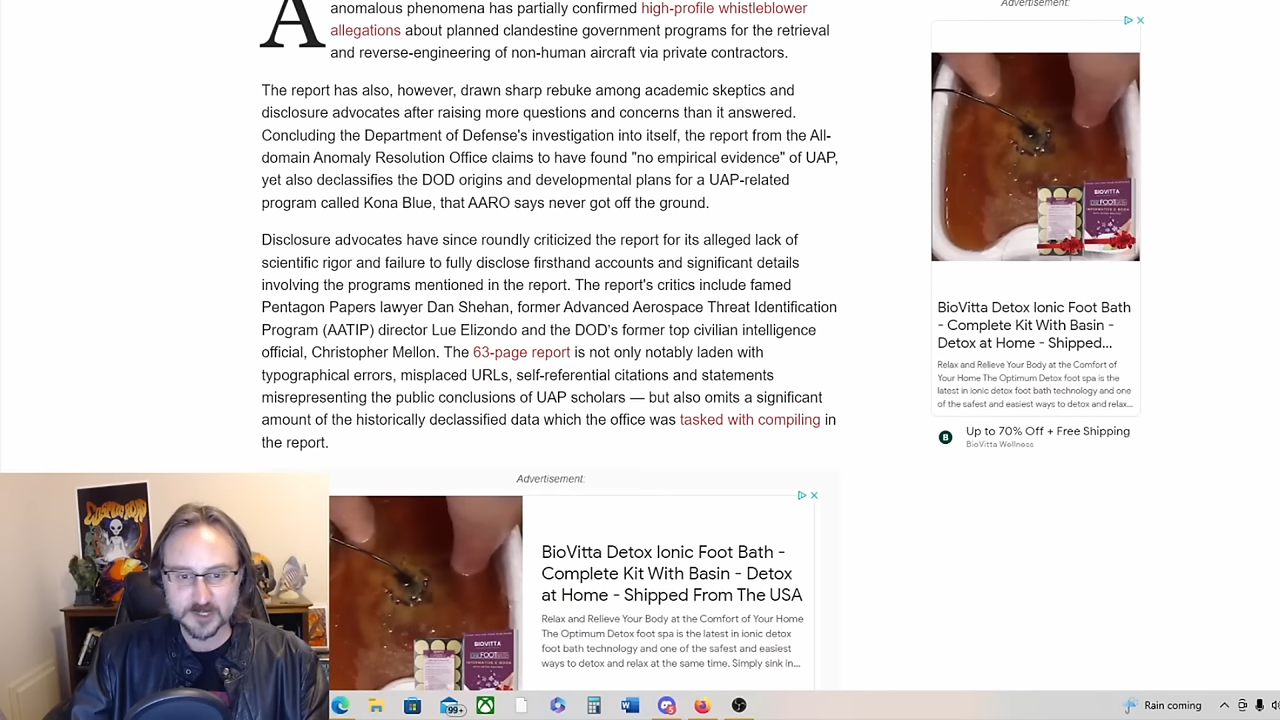 A
anomalous phenomena has partially confirmed high-profile whistleblower
allegations about planned clandestine government programs for the retrieval
and reverse-engineering of non-human aircraft via private contractors.
The report has also, however, drawn sharp rebuke among academic skeptics and
disclosure advocates after raising more questions and concerns than it answered.
Concluding the Department of Defense's investigation into itself, the report from the All-
domain Anomaly Resolution Office claims to have found "no empirical evidence" of UAP,
yet also declassifies the DOD origins and developmental plans for a UAP-related
program called Kona Blue, that AARO says never got off the ground.
Disclosure advocates have since roundly criticized the report for its alleged lack of
scientific rigor and failure to fully disclose firsthand accounts and significant details
involving the programs mentioned in the report. The report's critics include famed
Pentagon Papers lawyer Dan Shehan, former Advanced Aerospace Threat Identification
Program (AATIP) director Lue Elizondo and the DOD's former top civilian intelligence
official, Christopher Mellon. The 63-page report is not only notably laden with
typographical errors, misplaced URLs, self-referential citations and statements
misrepresenting the public conclusions of UAP scholars — but also omits a significant
amount of the historically declassified data which the office was tasked with compiling in
the report.
Advertisement:
BIOVITTA
BioVitta Detox Ionic Foot Bath
- Complete Kit With Basin -
Detox at Home - Shipped...
Relax and Relieve Your Body at the Comfort of
Your Home The Optimum Detox foot spa is the
latest in ionic detox foot bath technology and one
of the safest and easiest ways to detox and relax...
B
Up to 70% Off + Free Shipping
BioVitta Wellness
Advertisement:
BIOVITTA
BioVitta Detox Ionic Foot Bath -
Complete Kit With Basin - Detox
at Home - Shipped From The USA
Relax and Relieve Your Body at the Comfort of Your Home
The Optimum Detox foot spa is the latest in ionic detox
foot bath technology and one of the safest and easiest
ways to detox and relax at the same time. Simply sink in...
99+
W
Rain coming